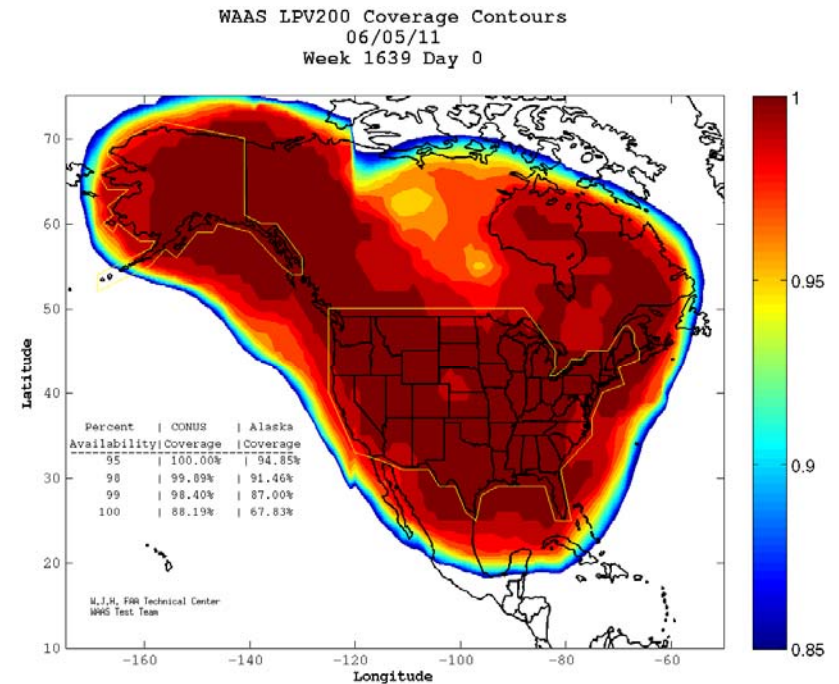 WAAS LPV200 Coverage Contours
06/05/11
Week 1639 Day 0
70
60
50
40
30
20
10
Latitude
Percent | CONUS | Alaska
Availability|Coverage |Coverage
95 | 100.00% | 94.85%
98 | 99.89% | 91.46%
99 | 98.40% | 87.00%
100 | 88.19% | 67.83%
W.J.H. FAA Technical Center
WAAS Test Team
-160 -140 -120 -100 -80 -60
Longitude
1
0.95
0.9
0.85